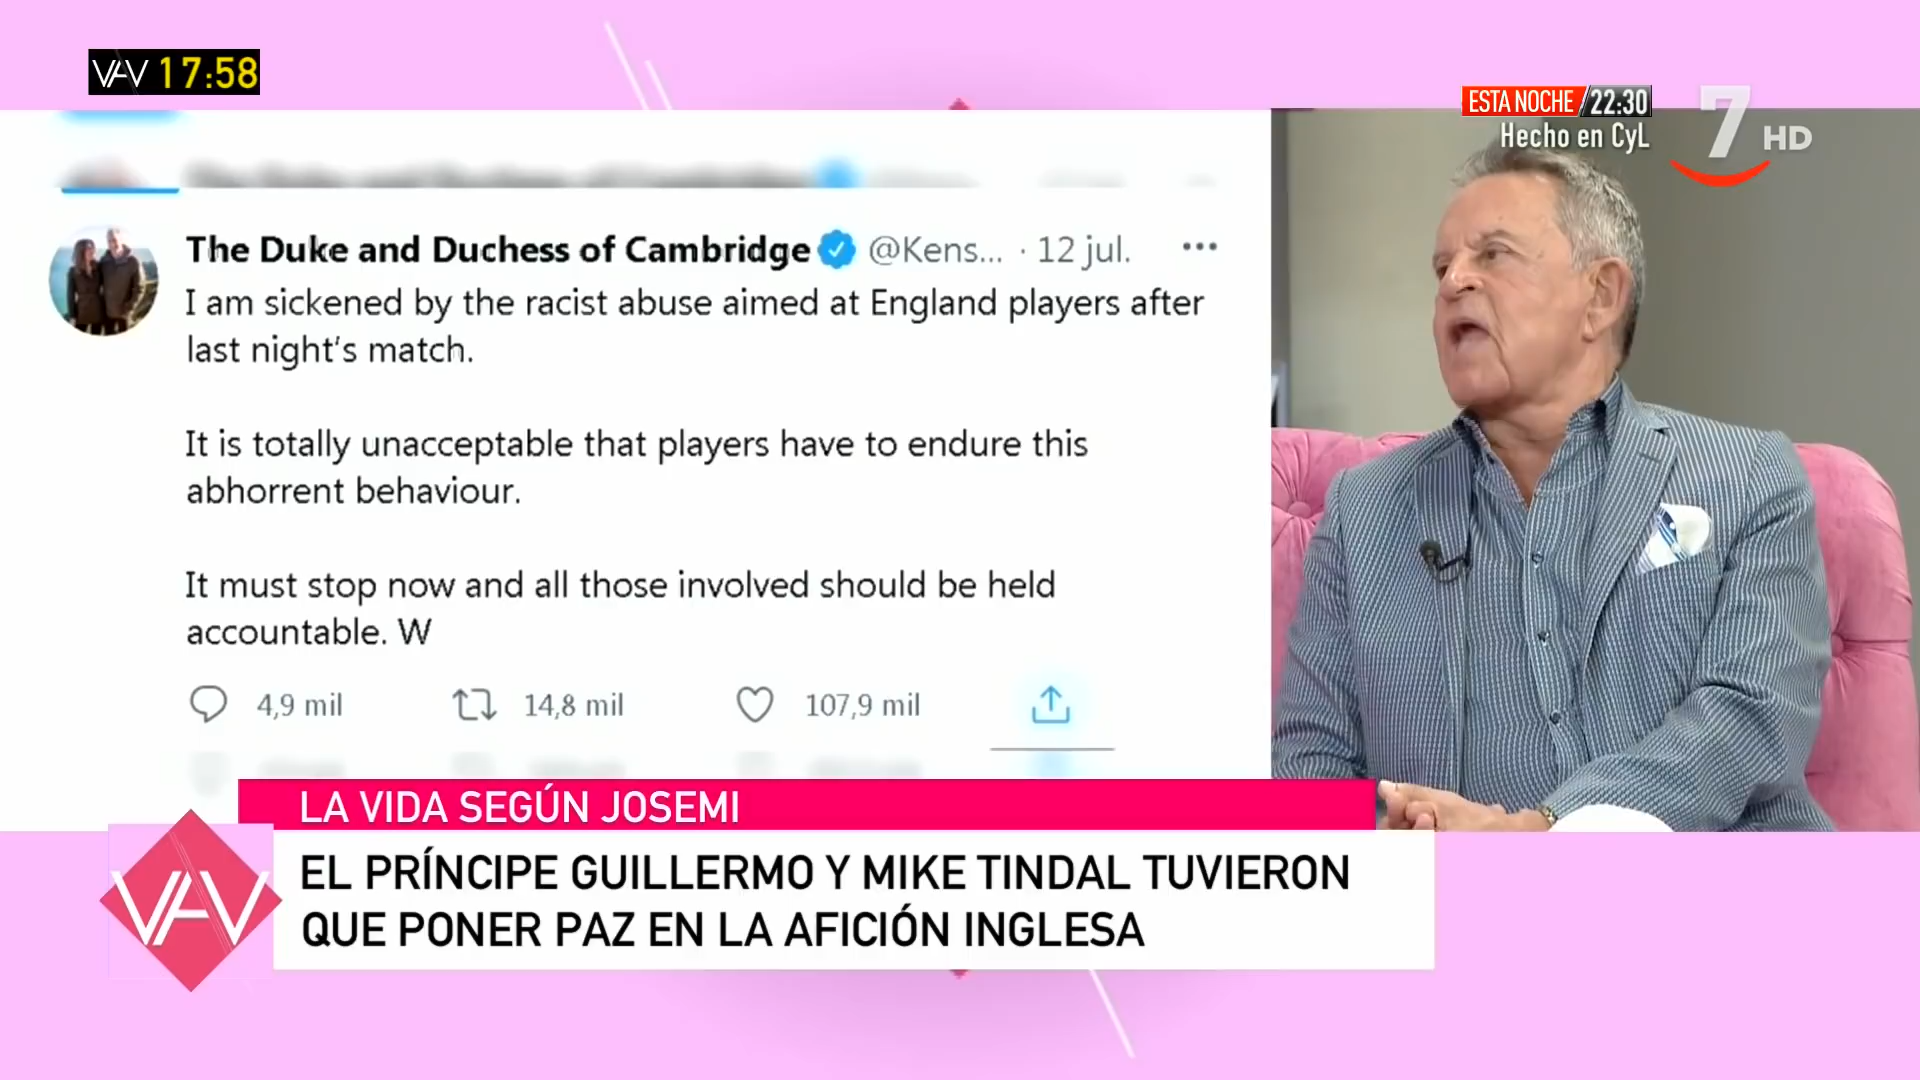 VAV 17:58
ESTA NOCHE 22:30
Hecho en CyL
7 HD
The Duke and Duchess of Cambridge @Kens... · 12 jul. ...
I am sickened by the racist abuse aimed at England players after
last night's match.
It is totally unacceptable that players have to endure this
abhorrent behaviour.
It must stop now and all those involved should be held
accountable. W
4,9 mil 14,8 mil 107,9 mil
LA VIDA SEGÚN JOSEMI
VAV
EL PRÍNCIPE GUILLERMO Y MIKE TINDAL TUVIERON
QUE PONER PAZ EN LA AFICIÓN INGLESA